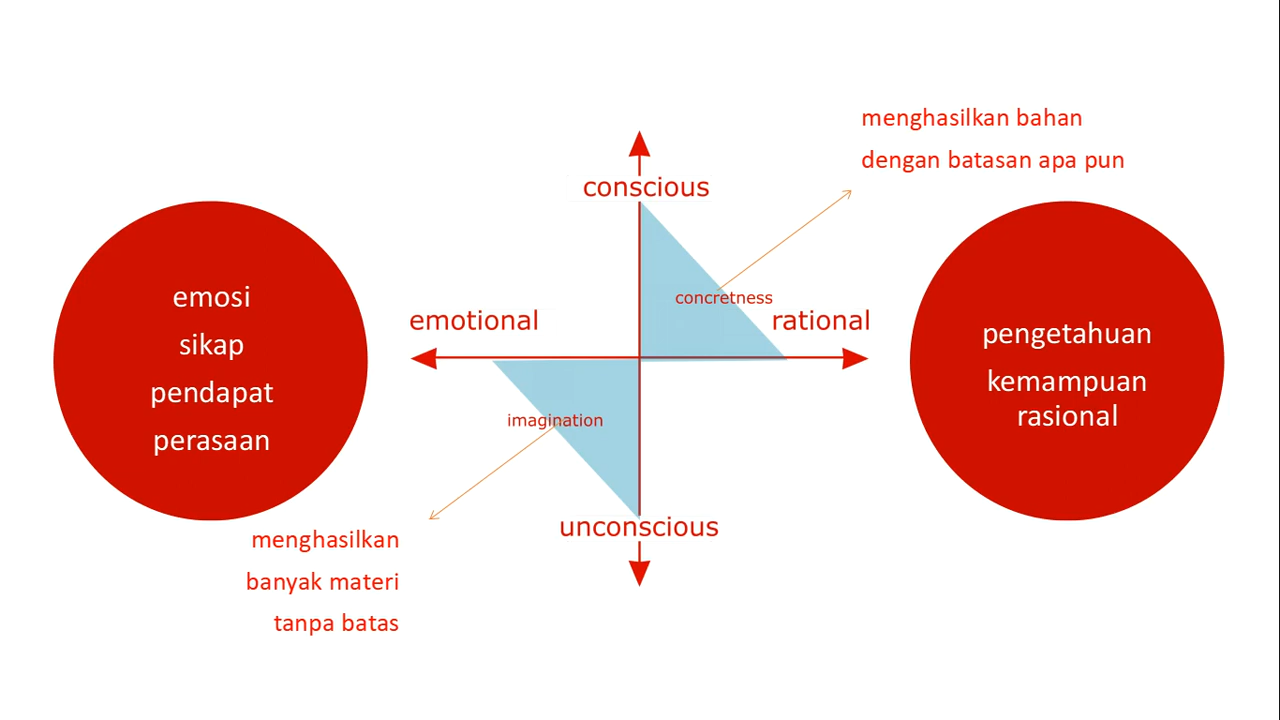 menghasilkan bahan
dengan batasan apa pun
conscious
concretness
emotional
rational
emosi
sikap
pendapat
perasaan
pengetahuan
kemampuan
rasional
imagination
unconscious
menghasilkan
banyak materi
tanpa batas